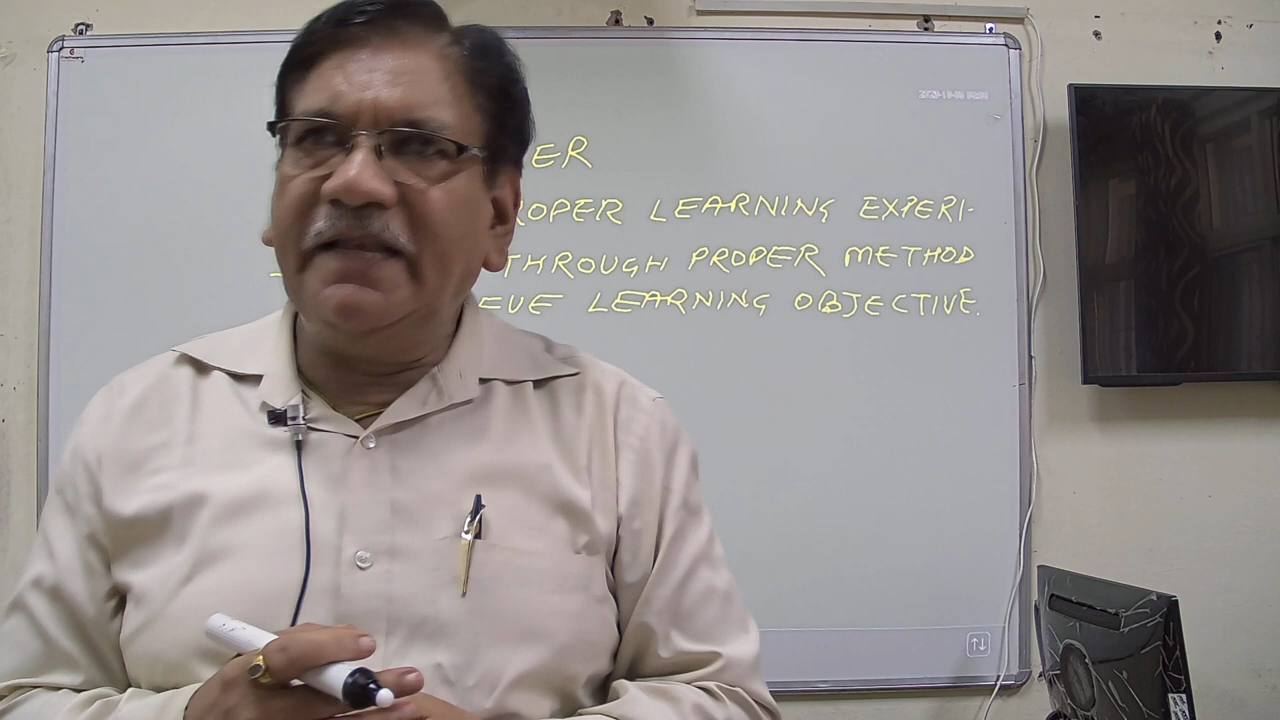 ER
ROPER LEARNING EXPERI-
THROUGH PROPER METHOD
EVE LEARNING OBJECTIVE.